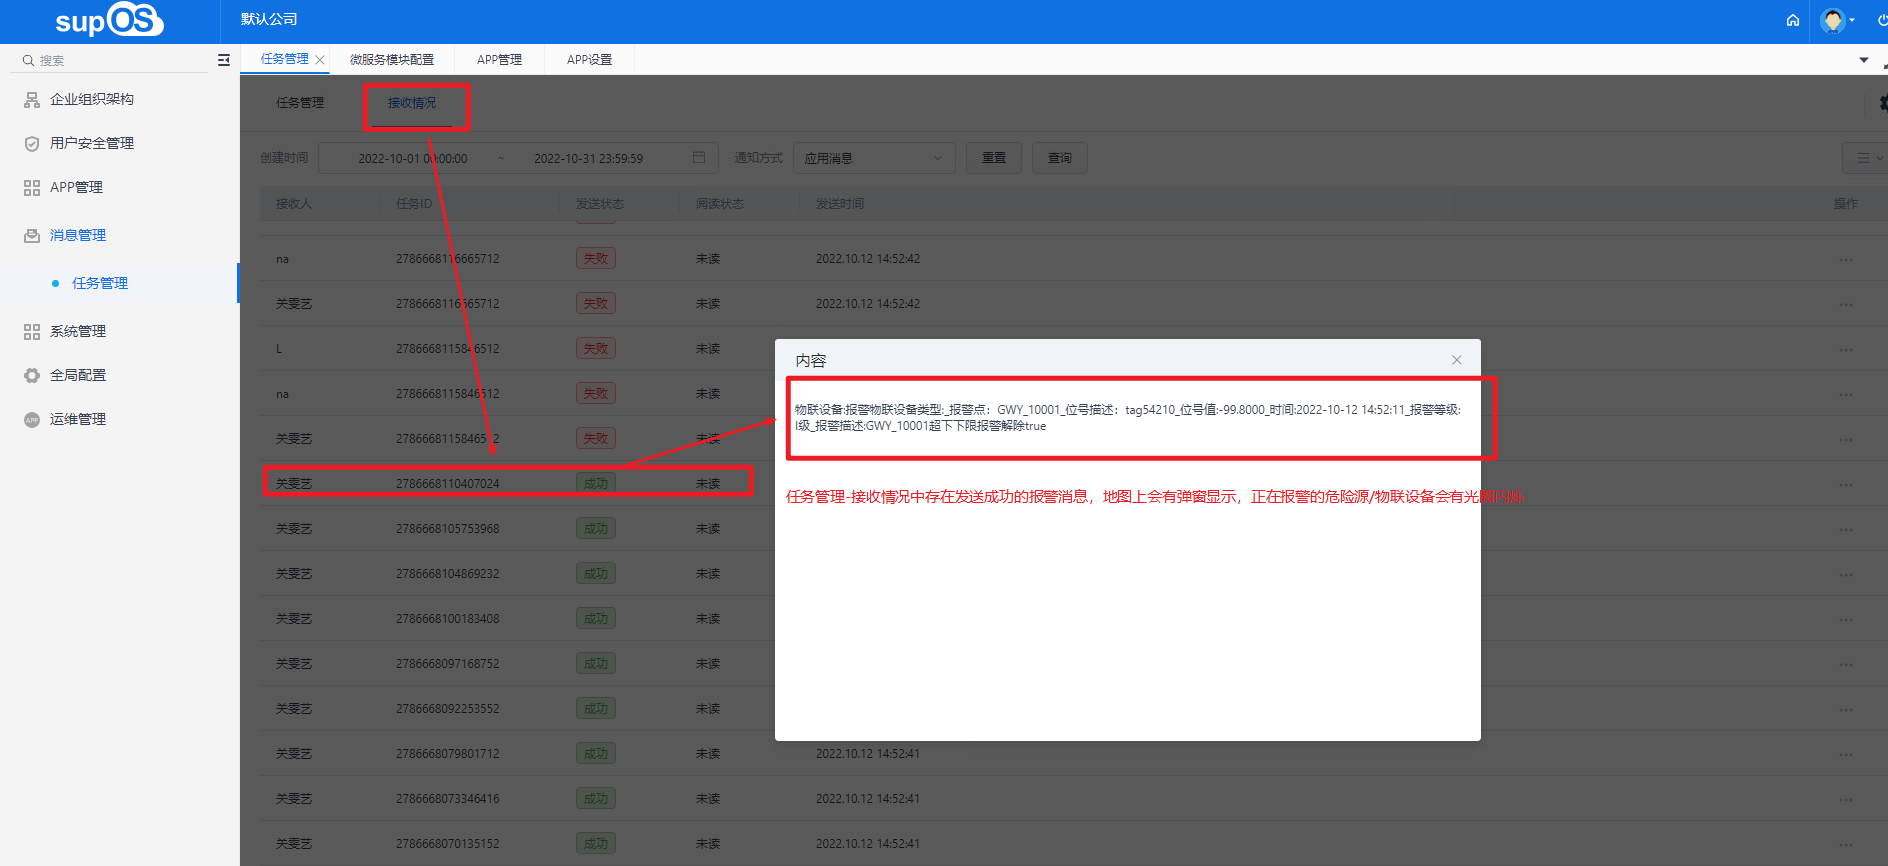 supOS
默认公司
搜索
任务管理
微服务模块配置
APP管理
APP设置
企业组织架构
用户安全管理
APP管理
消息管理
任务管理
系统管理
全局配置
APP
运维管理
任务管理
接收情况
创建时间
2022-10-01 00:00:00
~
2022-10-31 23:59:59
通知方式
应用消息
重置
查询
接收人
任务ID
发送状态
阅读状态
发送时间
操作
na
2786668116665712
失败
未读
2022.10.12 14:52:42
关雯艺
2786668116665712
失败
未读
2022.10.12 14:52:42
L
2786668115846512
失败
未读
na
2786668115846512
失败
未读
关雯艺
2786668115846512
失败
未读
关雯艺
2786668110407024
成功
未读
关雯艺
2786668105753968
成功
未读
关雯艺
2786668104869232
成功
未读
关雯艺
2786668100183408
成功
未读
关雯艺
2786668097168752
成功
未读
关雯艺
2786668092253552
成功
未读
关雯艺
2786668079801712
成功
未读
2022.10.12 14:52:41
关雯艺
2786668073346416
成功
未读
2022.10.12 14:52:41
关雯艺
2786668070135152
成功
未读
2022.10.12 14:52:41
内容
物联设备:报警物联设备类型:_报警点：GWY_10001_位号描述：tag54210_位号值:-99.8000_时间:2022-10-12 14:52:11_报警等级:
I级_报警描述:GWY_10001超下下限报警解除true
任务管理-接收情况中存在发送成功的报警消息，地图上会有弹窗显示，正在报警的危险源/物联设备会有光圈闪烁